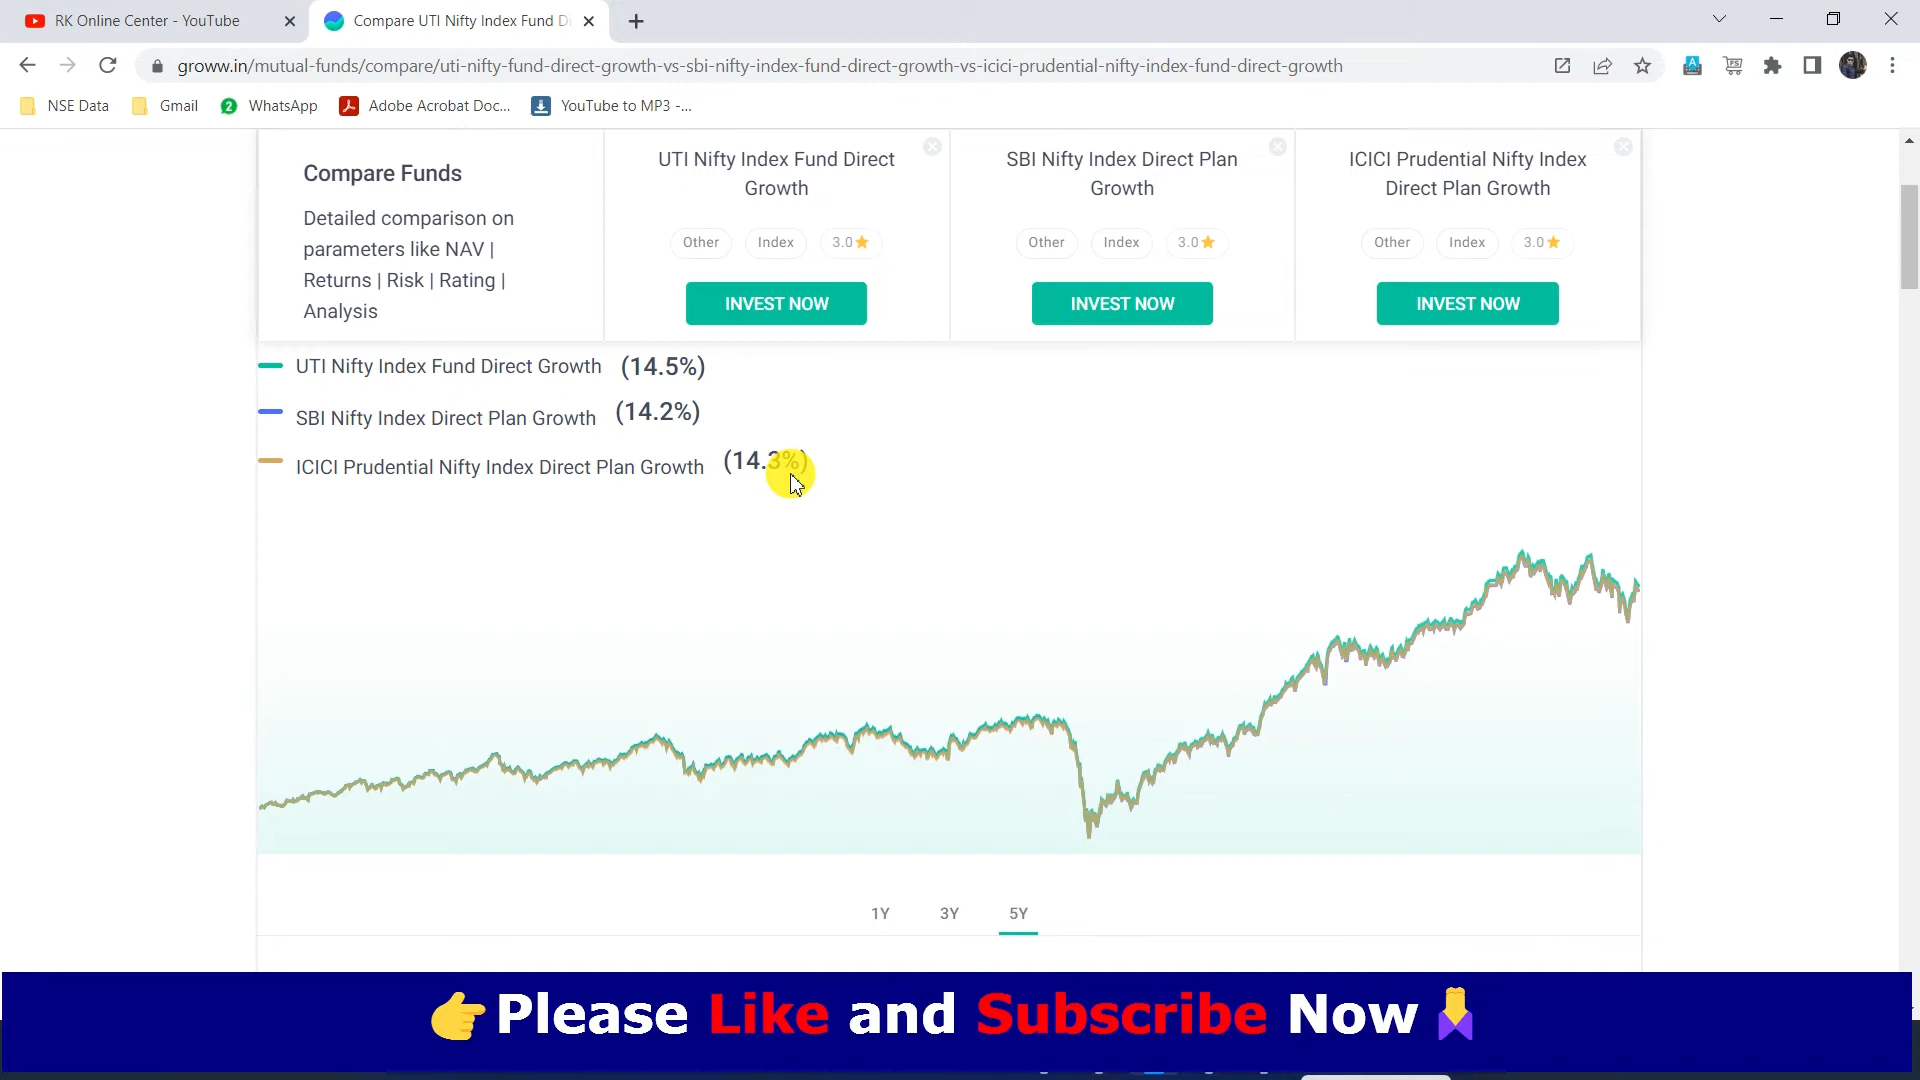 RK Online Center - YouTube
Compare UTI Nifty Index Fund Di
groww.in/mutual-funds/compare/uti-nifty-fund-direct-growth-vs-sbi-nifty-index-fund-direct-growth-vs-icici-prudential-nifty-index-fund-direct-growth
NSE Data
Gmail
2
WhatsApp
Adobe Acrobat Doc...
YouTube to MP3 -...
Compare Funds
Detailed comparison on
parameters like NAV |
Returns | Risk | Rating |
Analysis
UTI Nifty Index Fund Direct
Growth
Other
Index
3.0
INVEST NOW
SBI Nifty Index Direct Plan
Growth
Other
Index
3.0
INVEST NOW
ICICI Prudential Nifty Index
Direct Plan Growth
Other
Index
3.0
INVEST NOW
UTI Nifty Index Fund Direct Growth (14.5%)
SBI Nifty Index Direct Plan Growth (14.2%)
ICICI Prudential Nifty Index Direct Plan Growth (14.3%)
1Y
3Y
5Y
👉Please Like and Subscribe Now